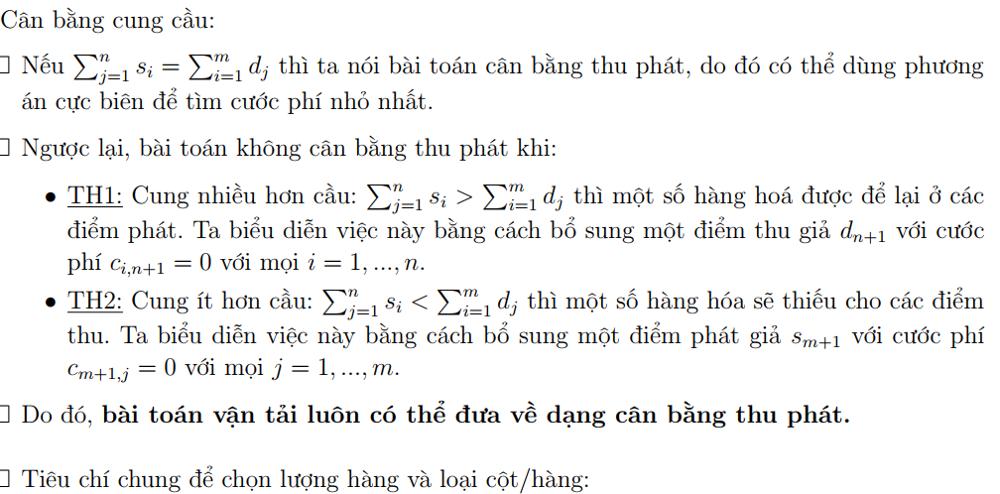 Cân bằng cung cầu:
□ Nếu $\sum_{j=1}^{n} s_i = \sum_{i=1}^{m} d_j$ thì ta nói bài toán cân bằng thu phát, do đó có thể dùng phương
án cực biên để tìm cước phí nhỏ nhất.
□ Ngược lại, bài toán không cân bằng thu phát khi:
• TH1: Cung nhiều hơn cầu: $\sum_{j=1}^{n} s_i > \sum_{i=1}^{m} d_j$ thì một số hàng hoá được để lại ở các
điểm phát. Ta biểu diễn việc này bằng cách bổ sung một điểm thu giả $d_{n+1}$ với cước
phí $c_{i,n+1} = 0$ với mọi $i = 1, ..., n$.
• TH2: Cung ít hơn cầu: $\sum_{j=1}^{n} s_i < \sum_{i=1}^{m} d_j$ thì một số hàng hóa sẽ thiếu cho các điểm
thu. Ta biểu diễn việc này bằng cách bổ sung một điểm phát giả $s_{m+1}$ với cước phí
$c_{m+1,j} = 0$ với mọi $j = 1, ..., m$.
□ Do đó, bài toán vận tải luôn có thể đưa về dạng cân bằng thu phát.
□ Tiêu chí chung để chọn lượng hàng và loại cột/hàng: